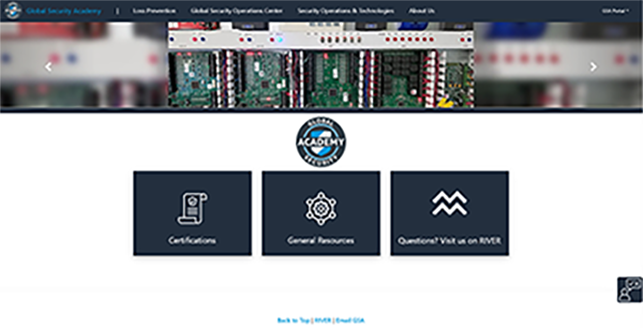 Global Security Academy | Loss Prevention Global Security Operations Center Security Operations & Technologies About Us GSA Portal
GLOBAL
ACADEMY
SECURITY
Certifications General Resources Questions? Visit us on RIVER
Back to Top | RIVER | Email GSA